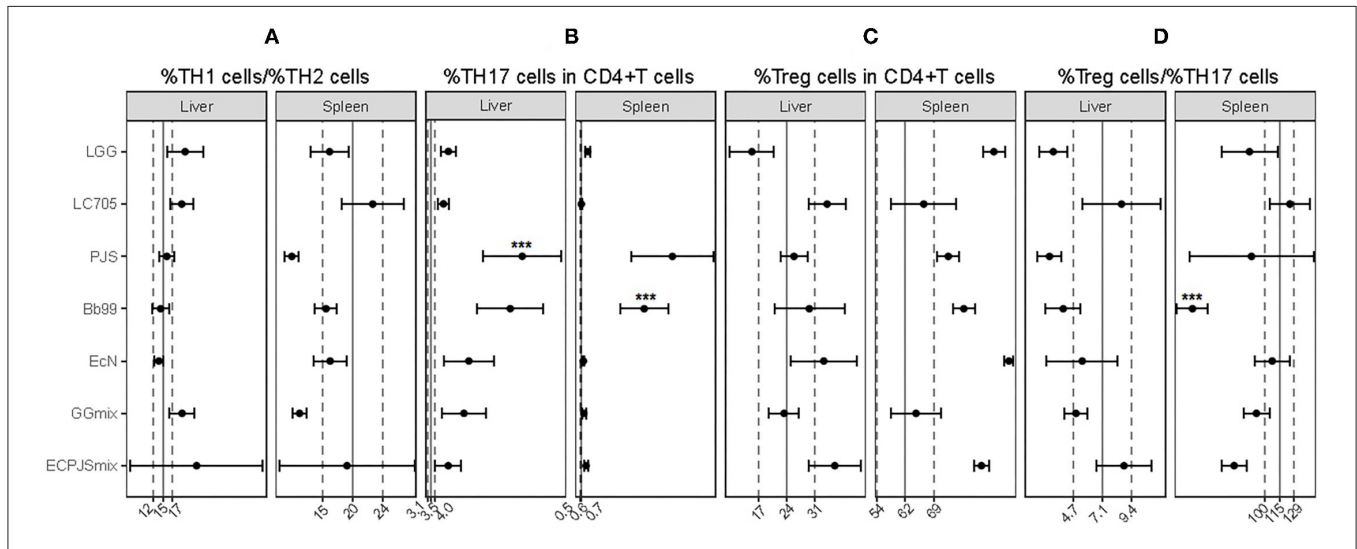 A B C D
%TH1 cells/%TH2 cells %TH17 cells in CD4+T cells %Treg cells in CD4+T cells %Treg cells/%TH17 cells
Liver Spleen Liver Spleen Liver Spleen Liver Spleen
LGG
LC705
PJS ***
Bb99 *** ***
EcN
GGmix
ECPJSmix
12 15 17 15 20 24 3.1 3.5 4.0 0.5 0.6 0.7 17 24 31 54 62 69 4.7 7.1 9.4 100 115 129